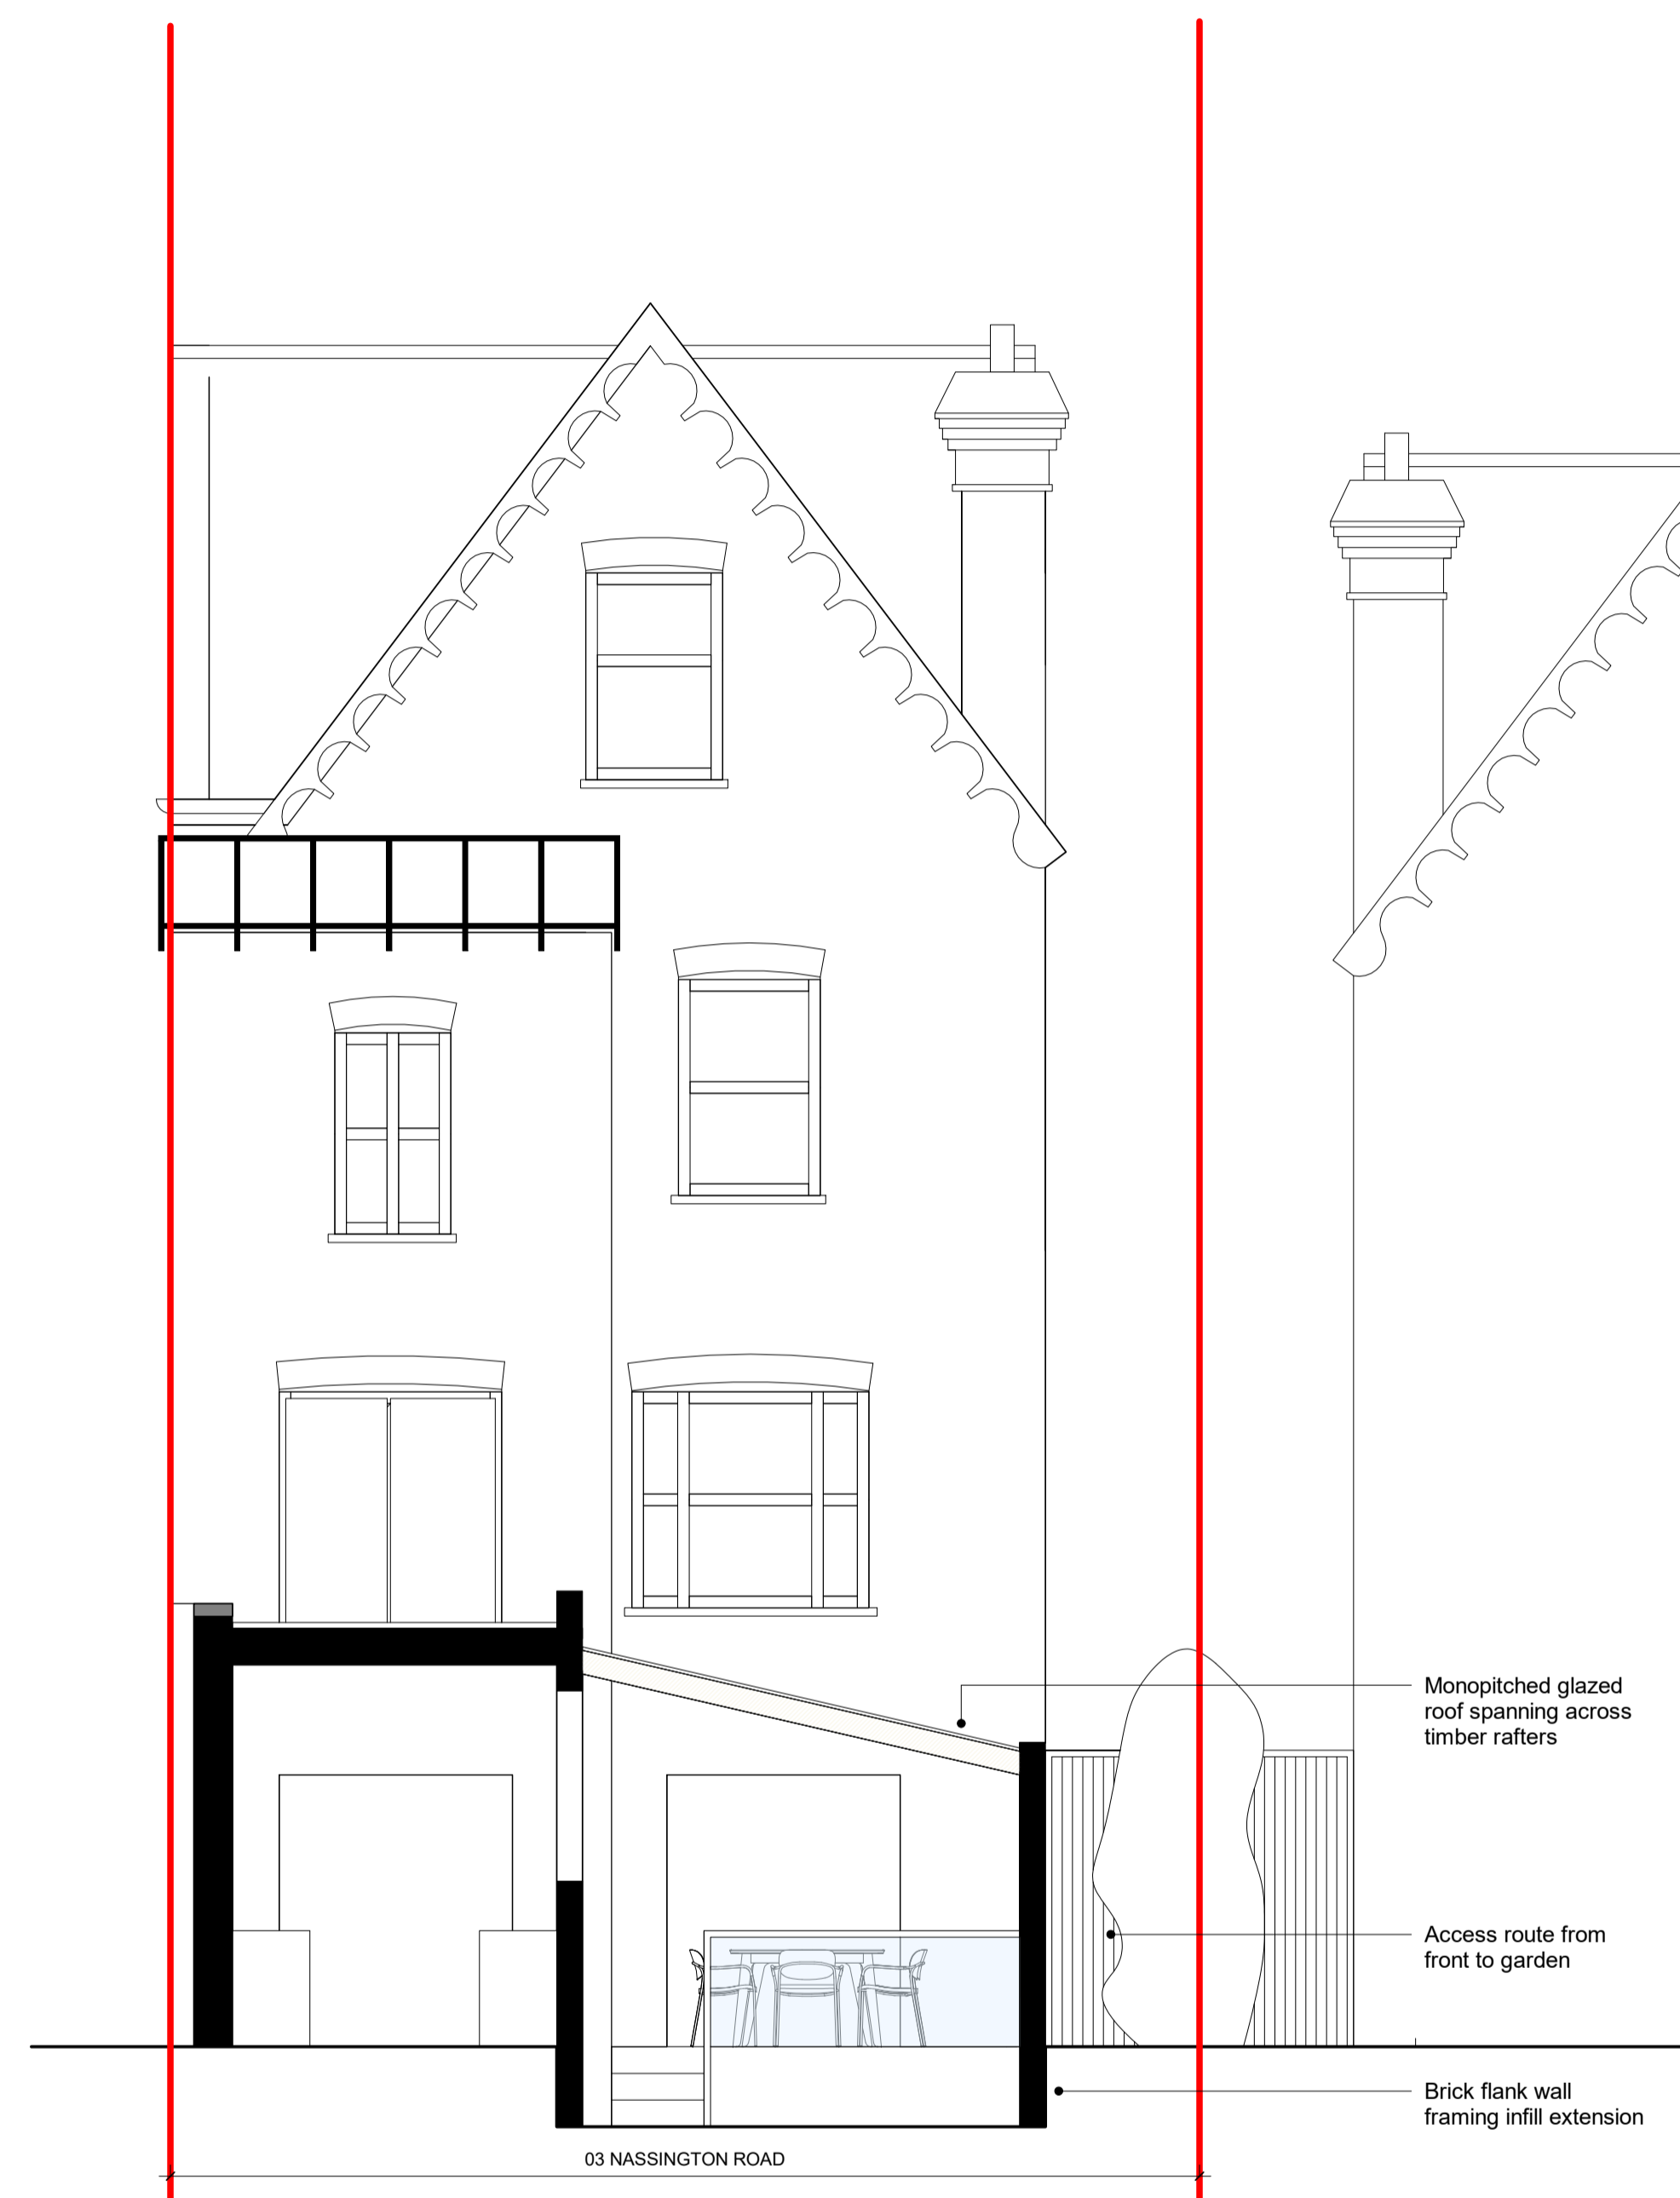 Monopitched glazed
roof spanning across
timber rafters
Access route from
front to garden
Brick flank wall
framing infill extension
03 NASSINGTON ROAD